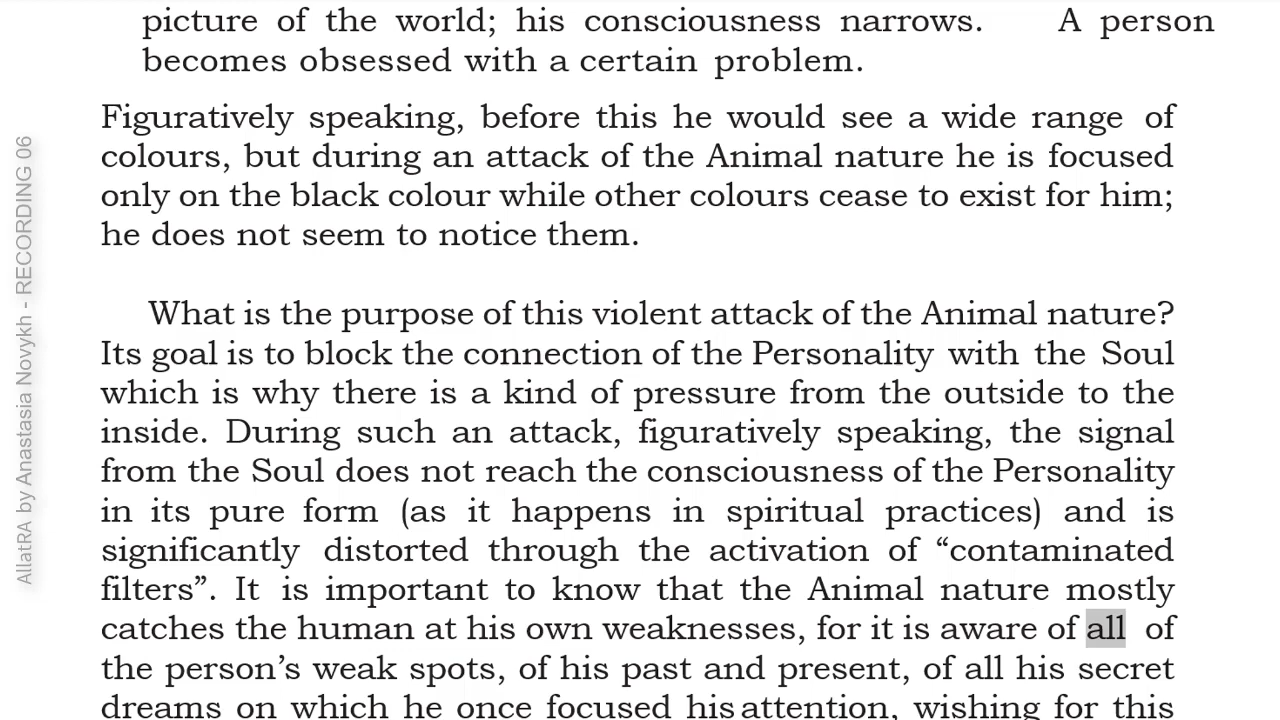 picture of the world; his consciousness narrows. A person
becomes obsessed with a certain problem.
Figuratively speaking, before this he would see a wide range of
colours, but during an attack of the Animal nature he is focused
only on the black colour while other colours cease to exist for him;
he does not seem to notice them.
What is the purpose of this violent attack of the Animal nature?
Its goal is to block the connection of the Personality with the Soul
which is why there is a kind of pressure from the outside to the
inside. During such an attack, figuratively speaking, the signal
from the Soul does not reach the consciousness of the Personality
in its pure form (as it happens in spiritual practices) and is
significantly distorted through the activation of “contaminated
filters”. It is important to know that the Animal nature mostly
catches the human at his own weaknesses, for it is aware of all of
the person’s weak spots, of his past and present, of all his secret
dreams on which he once focused his attention, wishing for this
AllatRA by Anastasia Novykh - RECORDING 06